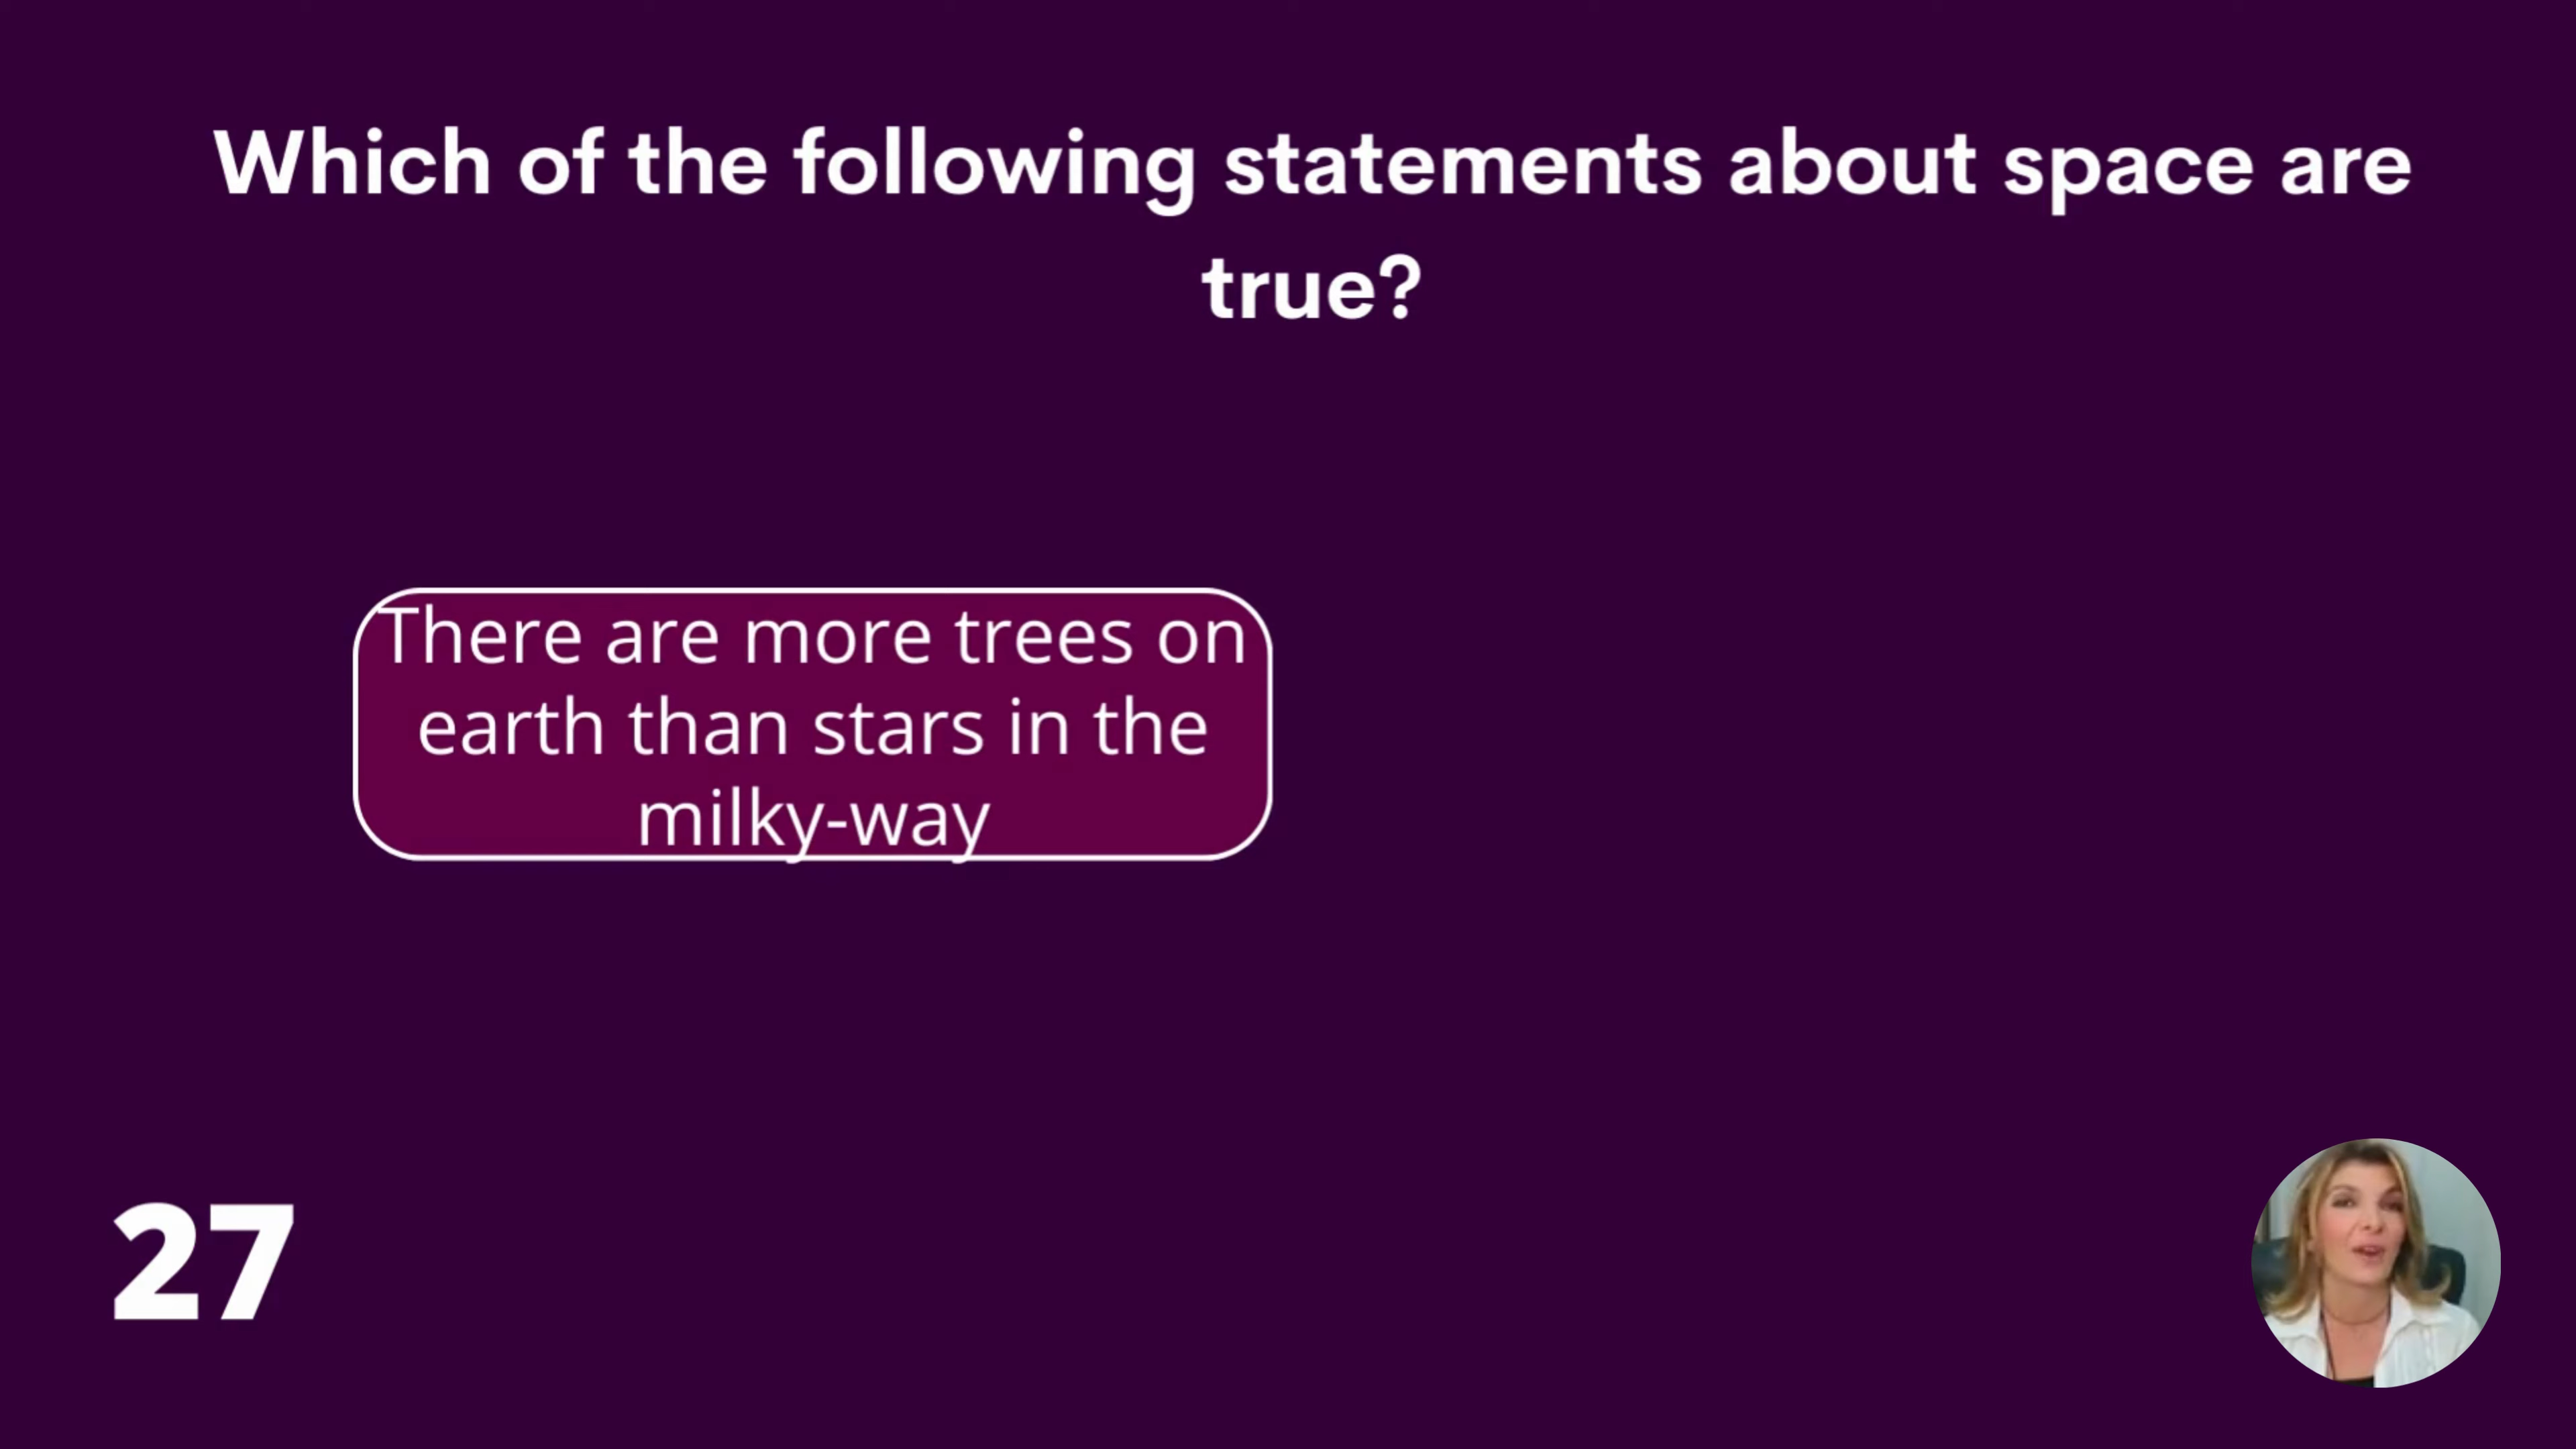 Which of the following statements about space are
true?
There are more trees on
earth than stars in the
milky-way
27